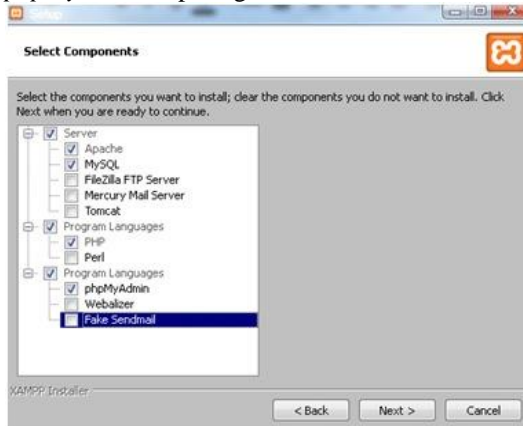 Setup
Select Components
Select the components you want to install; clear the components you do not want to install. Click
Next when you are ready to continue.
Server
Apache
MySQL
FileZilla FTP Server
Mercury Mail Server
Tomcat
Program Languages
PHP
Perl
Program Languages
phpMyAdmin
Webalizer
Fake Sendmail
XAMPP Installer
< Back Next > Cancel